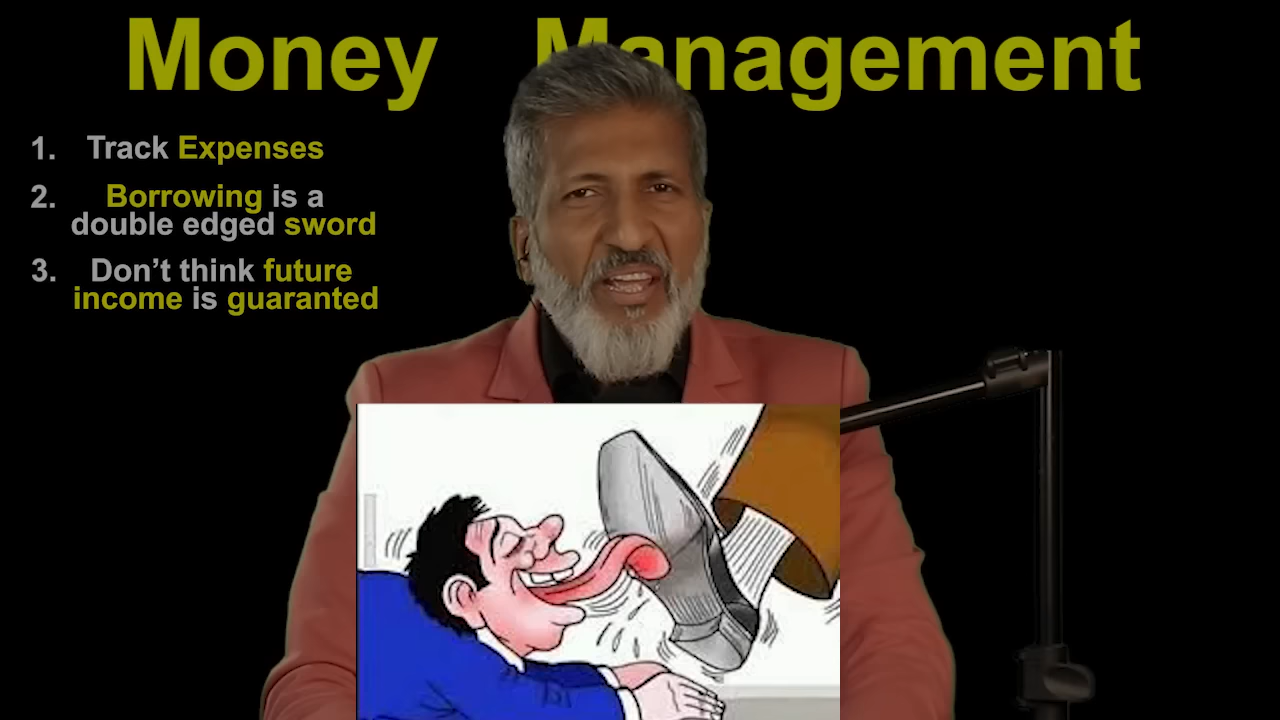 Money Management
1. Track Expenses
2. Borrowing is a
double edged sword
3. Don't think future
income is guaranted